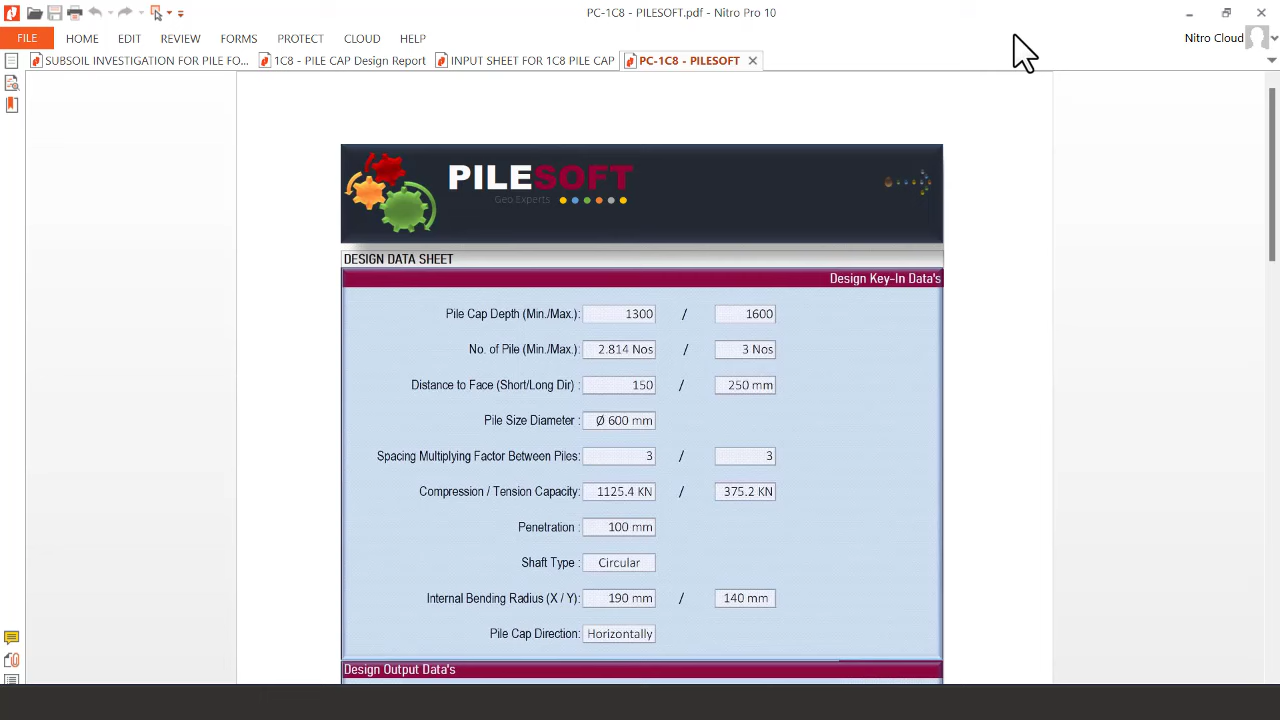 PC-1C8 - PILESOFT.pdf - Nitro Pro 10
FILE HOME EDIT REVIEW FORMS PROTECT CLOUD HELP Nitro Cloud
SUBSOIL INVESTIGATION FOR PILE FO... 1C8 - PILE CAP Design Report INPUT SHEET FOR 1C8 PILE CAP PC-1C8 - PILESOFT
PILESOFT
Geo Experts
DESIGN DATA SHEET
Design Key-In Data's
Pile Cap Depth (Min./Max.): 1300 / 1600
No. of Pile (Min./Max.): 2.814 Nos / 3 Nos
Distance to Face (Short/Long Dir) : 150 / 250 mm
Pile Size Diameter : Ø 600 mm
Spacing Multiplying Factor Between Piles: 3 / 3
Compression / Tension Capacity: 1125.4 KN / 375.2 KN
Penetration : 100 mm
Shaft Type : Circular
Internal Bending Radius (X / Y): 190 mm / 140 mm
Pile Cap Direction: Horizontally
Design Output Data's